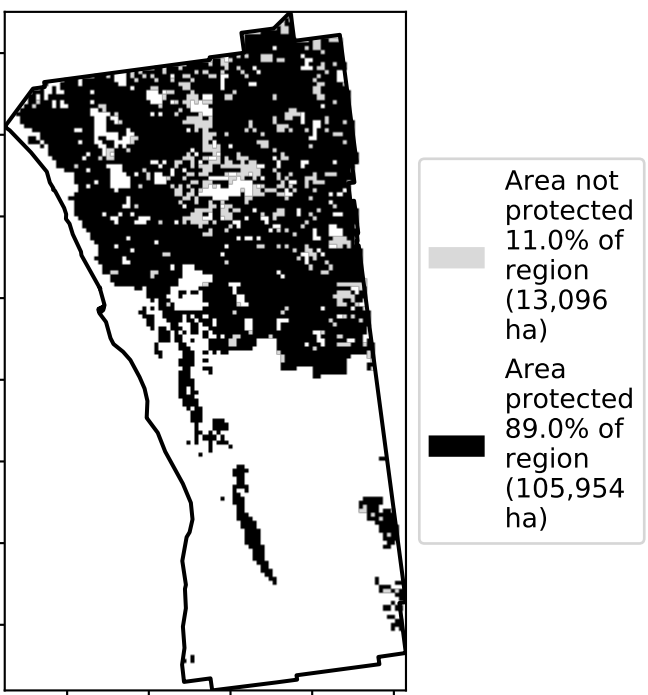 Area not
protected
11.0% of
region
(13,096
ha)
Area
protected
89.0% of
region
(105,954
ha)